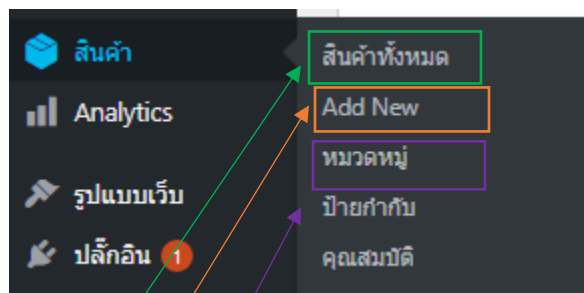 สินค้า
Analytics
รูปแบบเว็บ
ปลั๊กอิน 1
สินค้าทั้งหมด
Add New
หมวดหมู่
ป้ายกำกับ
คุณสมบัติ